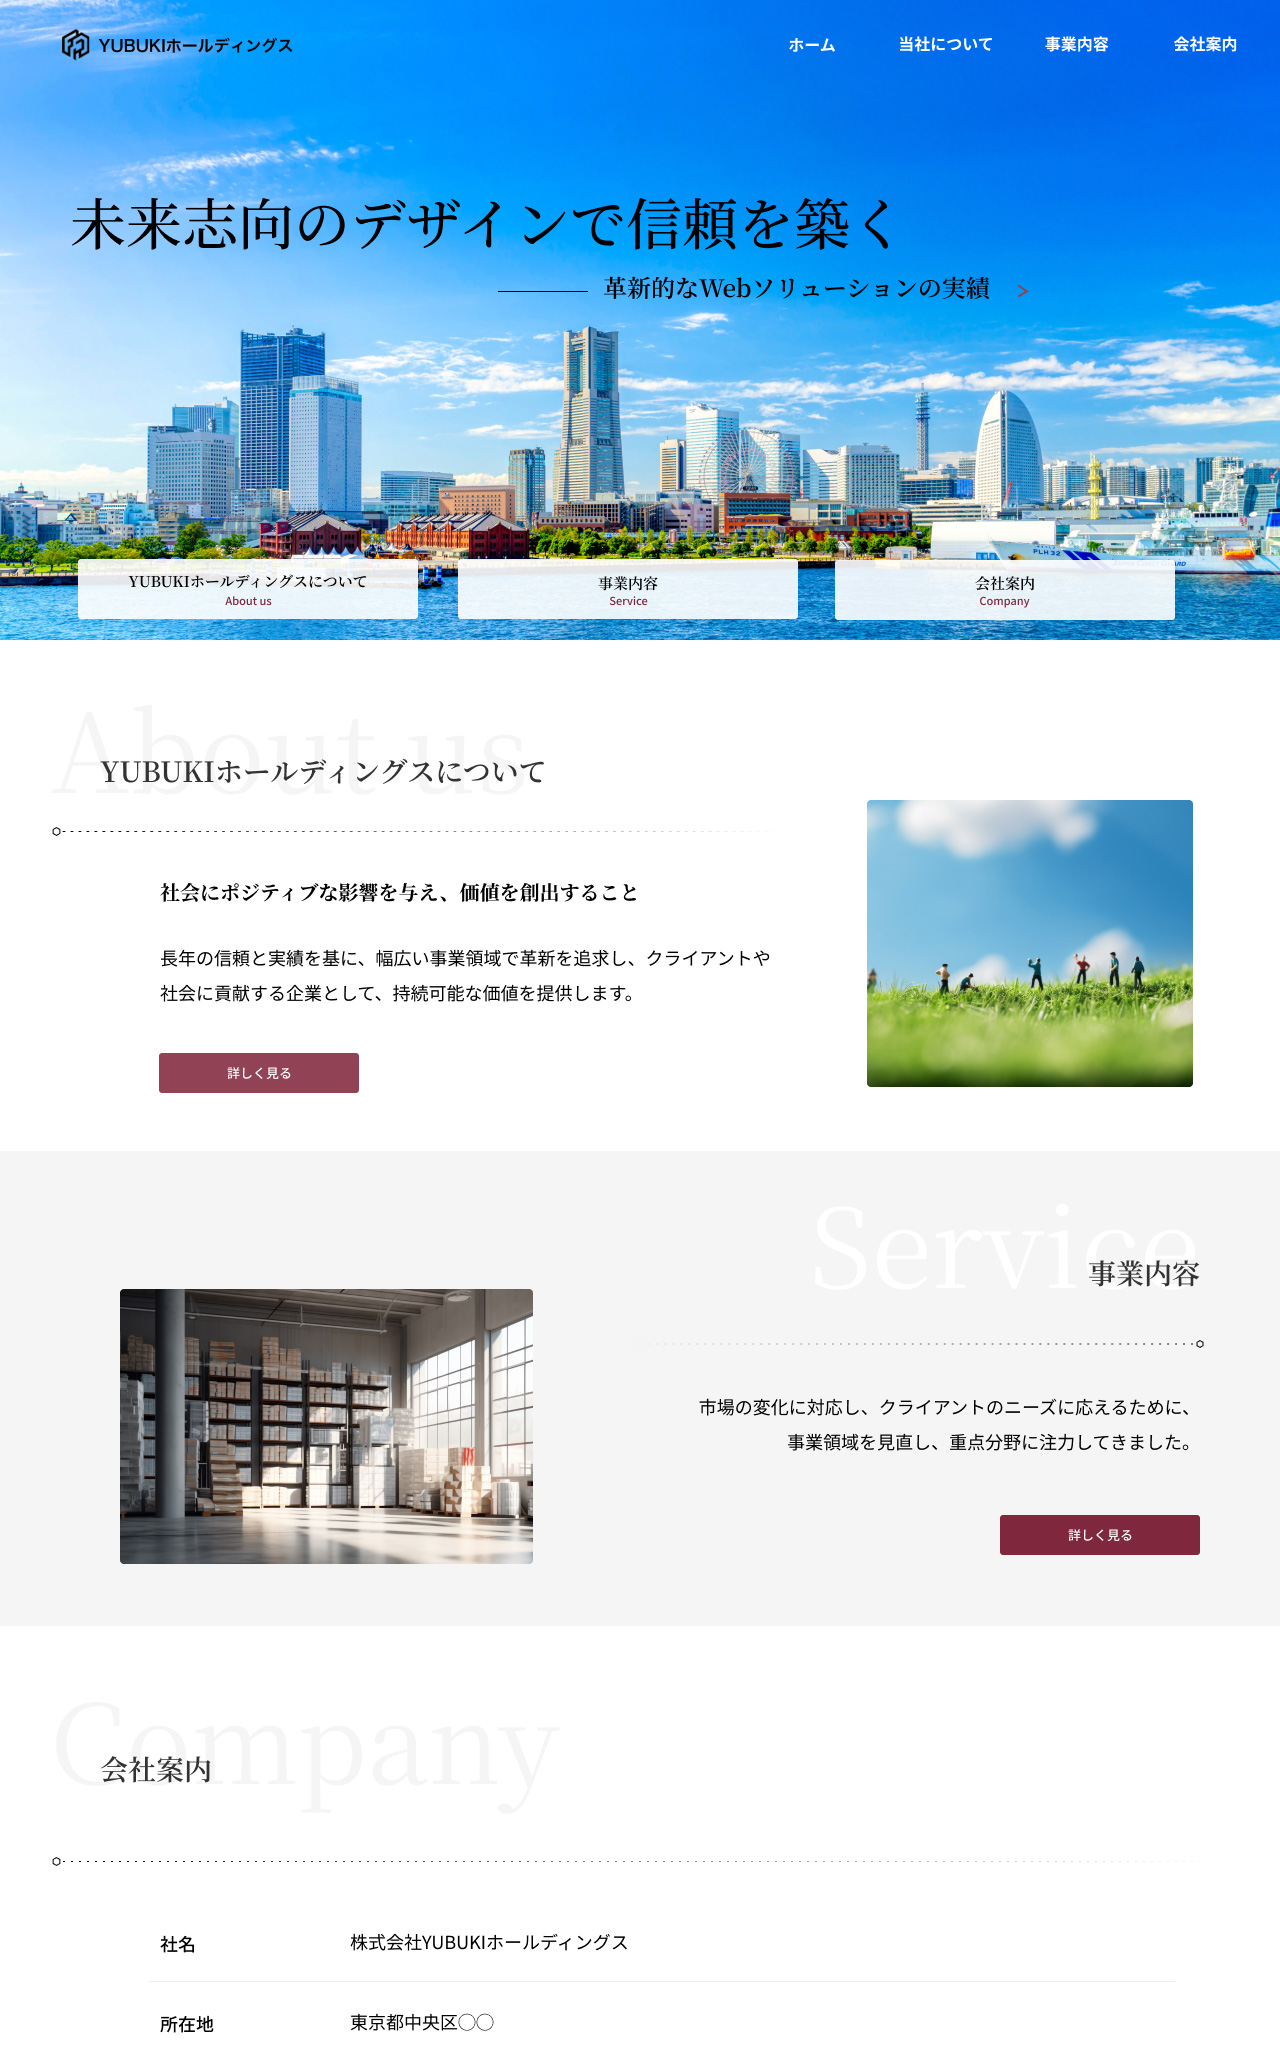 YUBUKIホールディングス
ホーム 当社について 事業内容 会社案内
未来志向のデザインで信頼を築く
革新的なWebソリューションの実績
YUBUKIホールディングスについて
About us
事業内容
Service
会社案内
Company
About us
YUBUKIホールディングスについて
社会にポジティブな影響を与え、価値を創出すること
長年の信頼と実績を基に、幅広い事業領域で革新を追求し、クライアントや
社会に貢献する企業として、持続可能な価値を提供します。
詳しく見る
Service
事業内容
市場の変化に対応し、クライアントのニーズに応えるために、
事業領域を見直し、重点分野に注力してきました。
詳しく見る
Company
会社案内
社名 株式会社YUBUKIホールディングス
所在地 東京都中央区〇〇